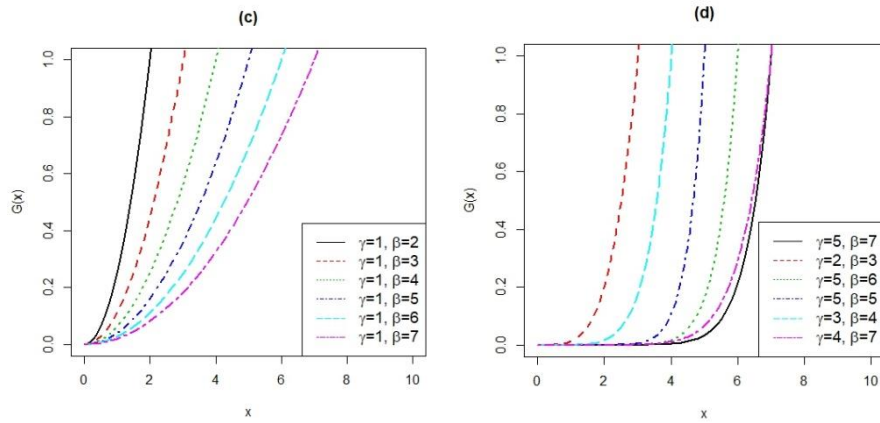 (c)
G(x)
1.0
0.8
0.6
0.4
0.2
0.0
0 2 4 6 8 10
x
γ=1, β=2
γ=1, β=3
γ=1, β=4
γ=1, β=5
γ=1, β=6
γ=1, β=7
(d)
G(x)
1.0
0.8
0.6
0.4
0.2
0.0
0 2 4 6 8 10
x
γ=5, β=7
γ=2, β=3
γ=5, β=6
γ=5, β=5
γ=3, β=4
γ=4, β=7